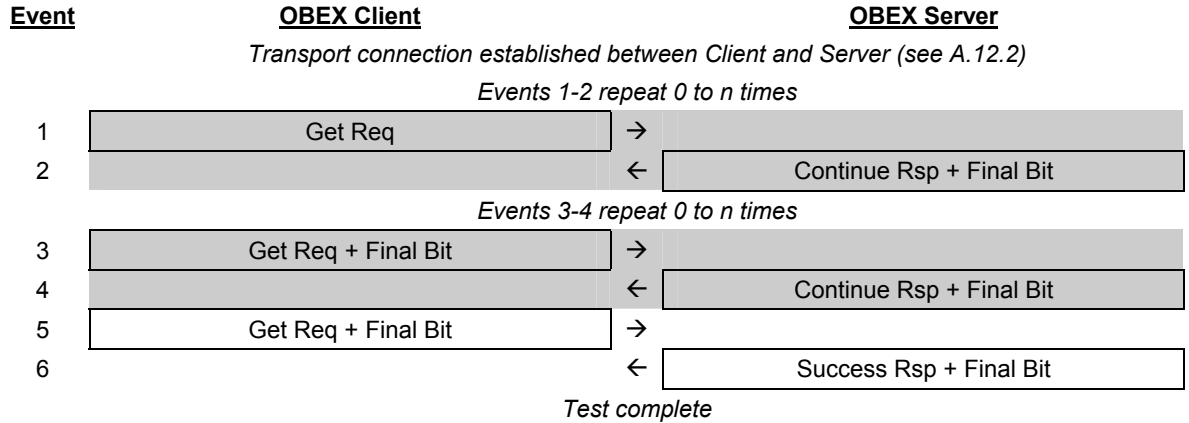 Event OBEX Client OBEX Server
Transport connection established between Client and Server (see A.12.2)
Events 1-2 repeat 0 to n times
1 Get Req →
2 ← Continue Rsp + Final Bit
Events 3-4 repeat 0 to n times
3 Get Req + Final Bit →
4 ← Continue Rsp + Final Bit
5 Get Req + Final Bit →
6 ← Success Rsp + Final Bit
Test complete